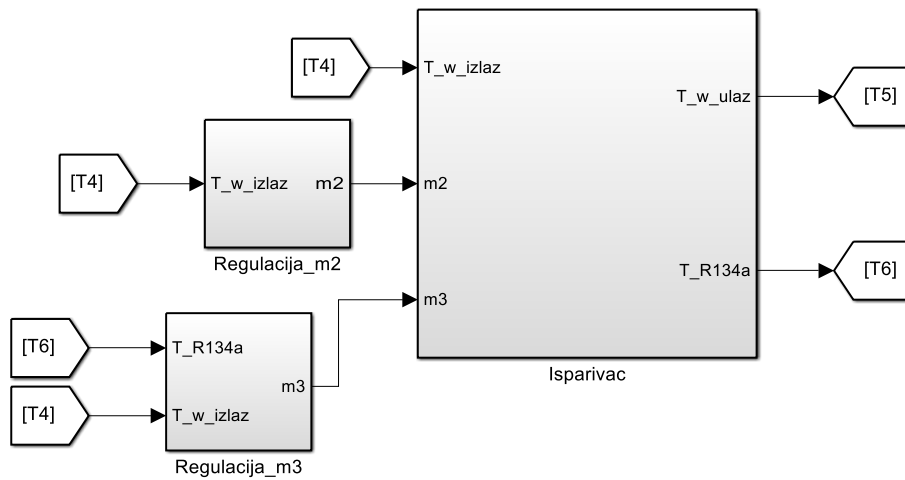 [T4]
T_w_izlaz
T_w_ulaz
[T5]
[T4]
T_w_izlaz
m2
m2
Regulacija_m2
T_R134a
[T6]
m3
[T6]
T_R134a
m3
[T4]
T_w_izlaz
Regulacija_m3
Isparivac